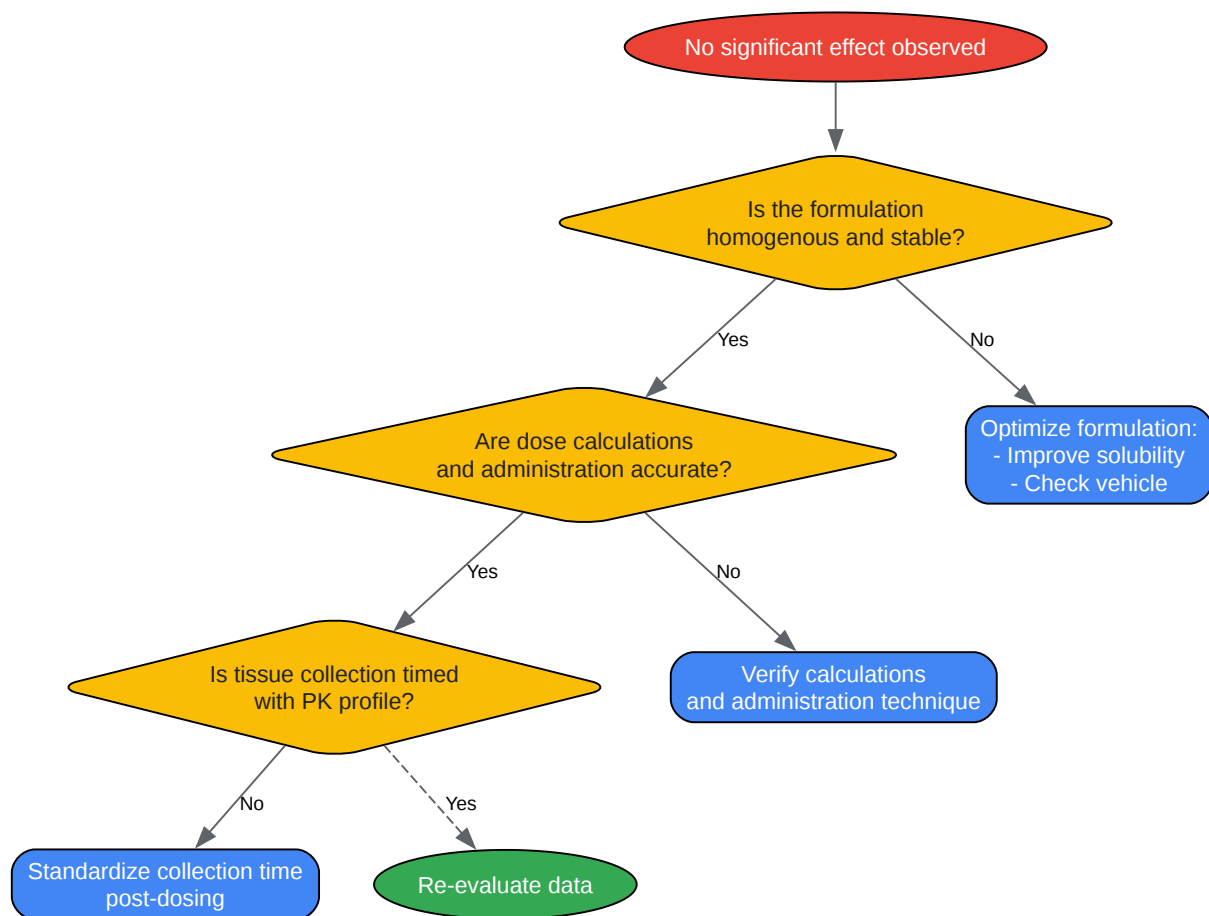 No significant effect observed
Is the formulation
homogenous and stable?
Yes
No
Optimize formulation:
- Improve solubility
- Check vehicle
Are dose calculations
and administration accurate?
Yes
No
Is tissue collection timed
with PK profile?
Verify calculations
and administration technique
No
Yes
Standardize collection time
post-dosing
Re-evaluate data